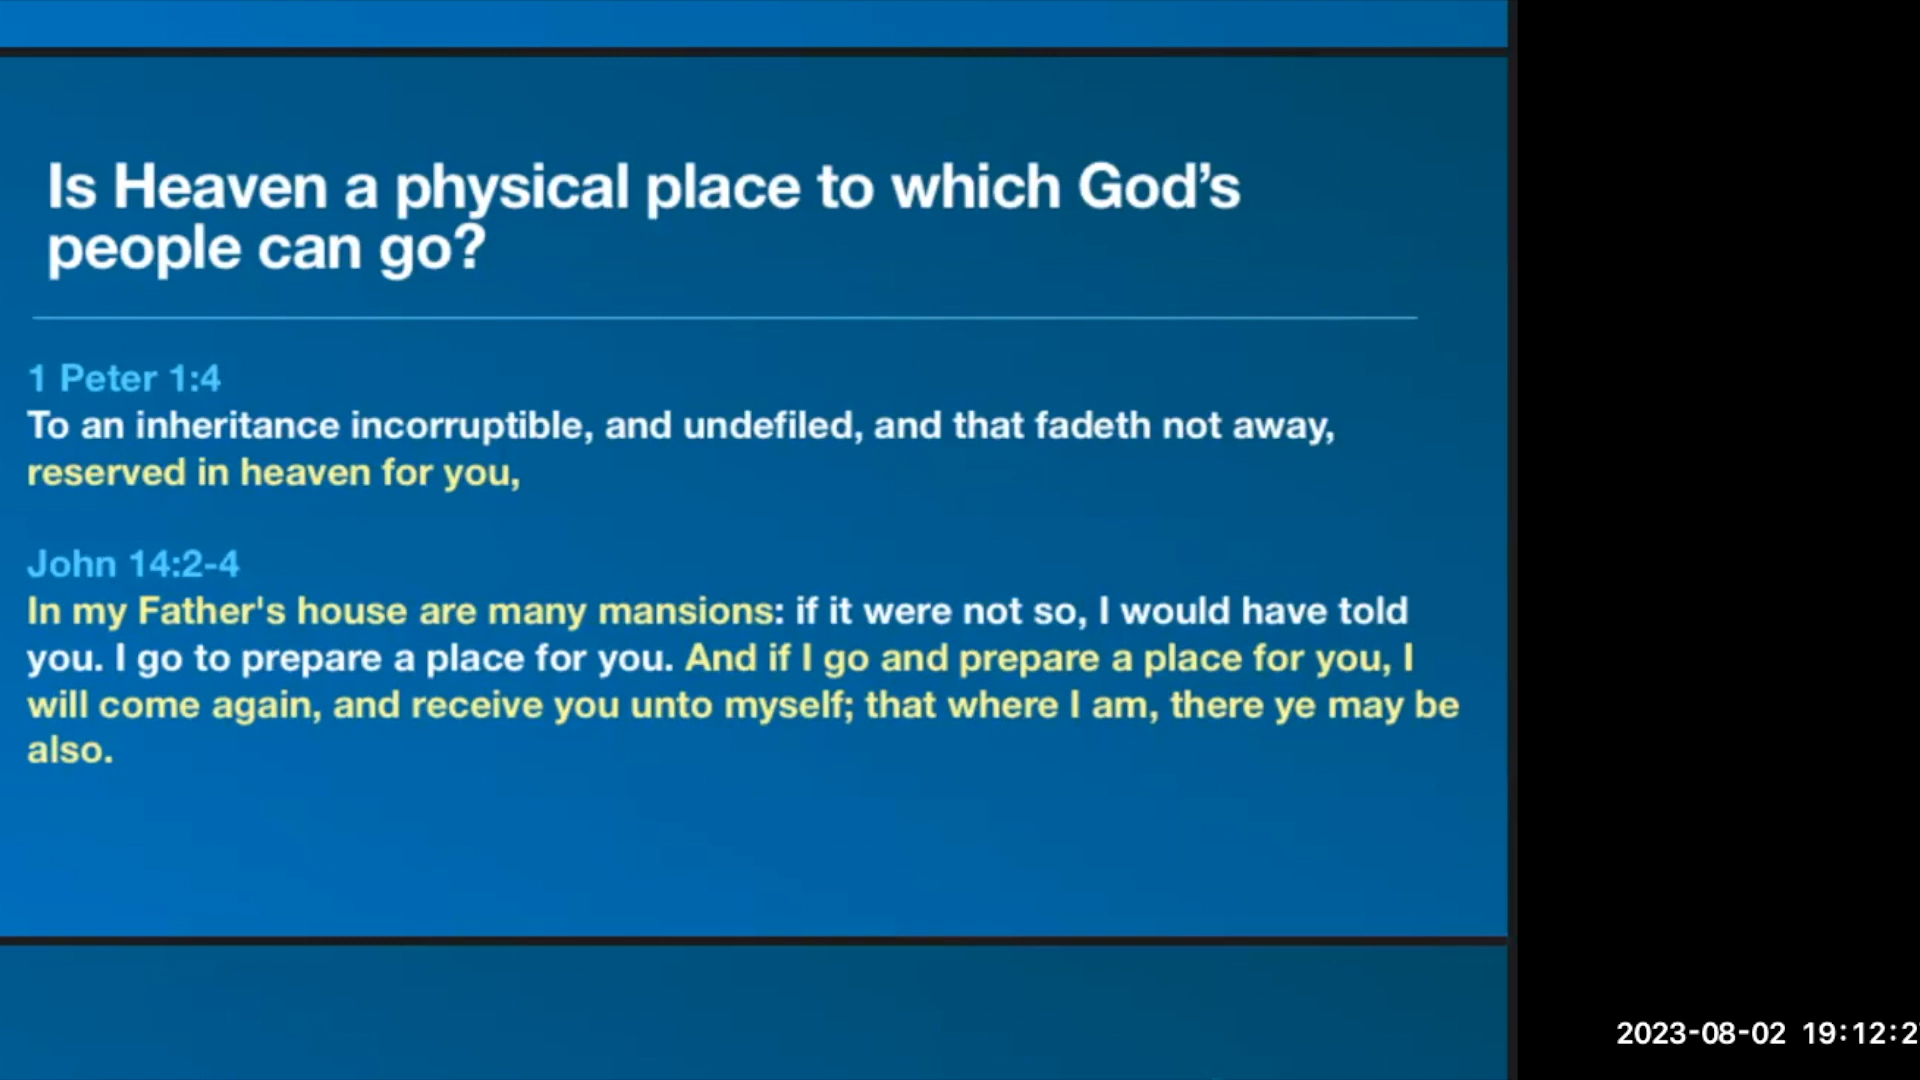 Is Heaven a physical place to which God’s
people can go?
1 Peter 1:4
To an inheritance incorruptible, and undefiled, and that fadeth not away,
reserved in heaven for you,
John 14:2-4
In my Father's house are many mansions: if it were not so, I would have told
you. I go to prepare a place for you. And if I go and prepare a place for you, I
will come again, and receive you unto myself; that where I am, there ye may be
also.
2023-08-02 19:12:2